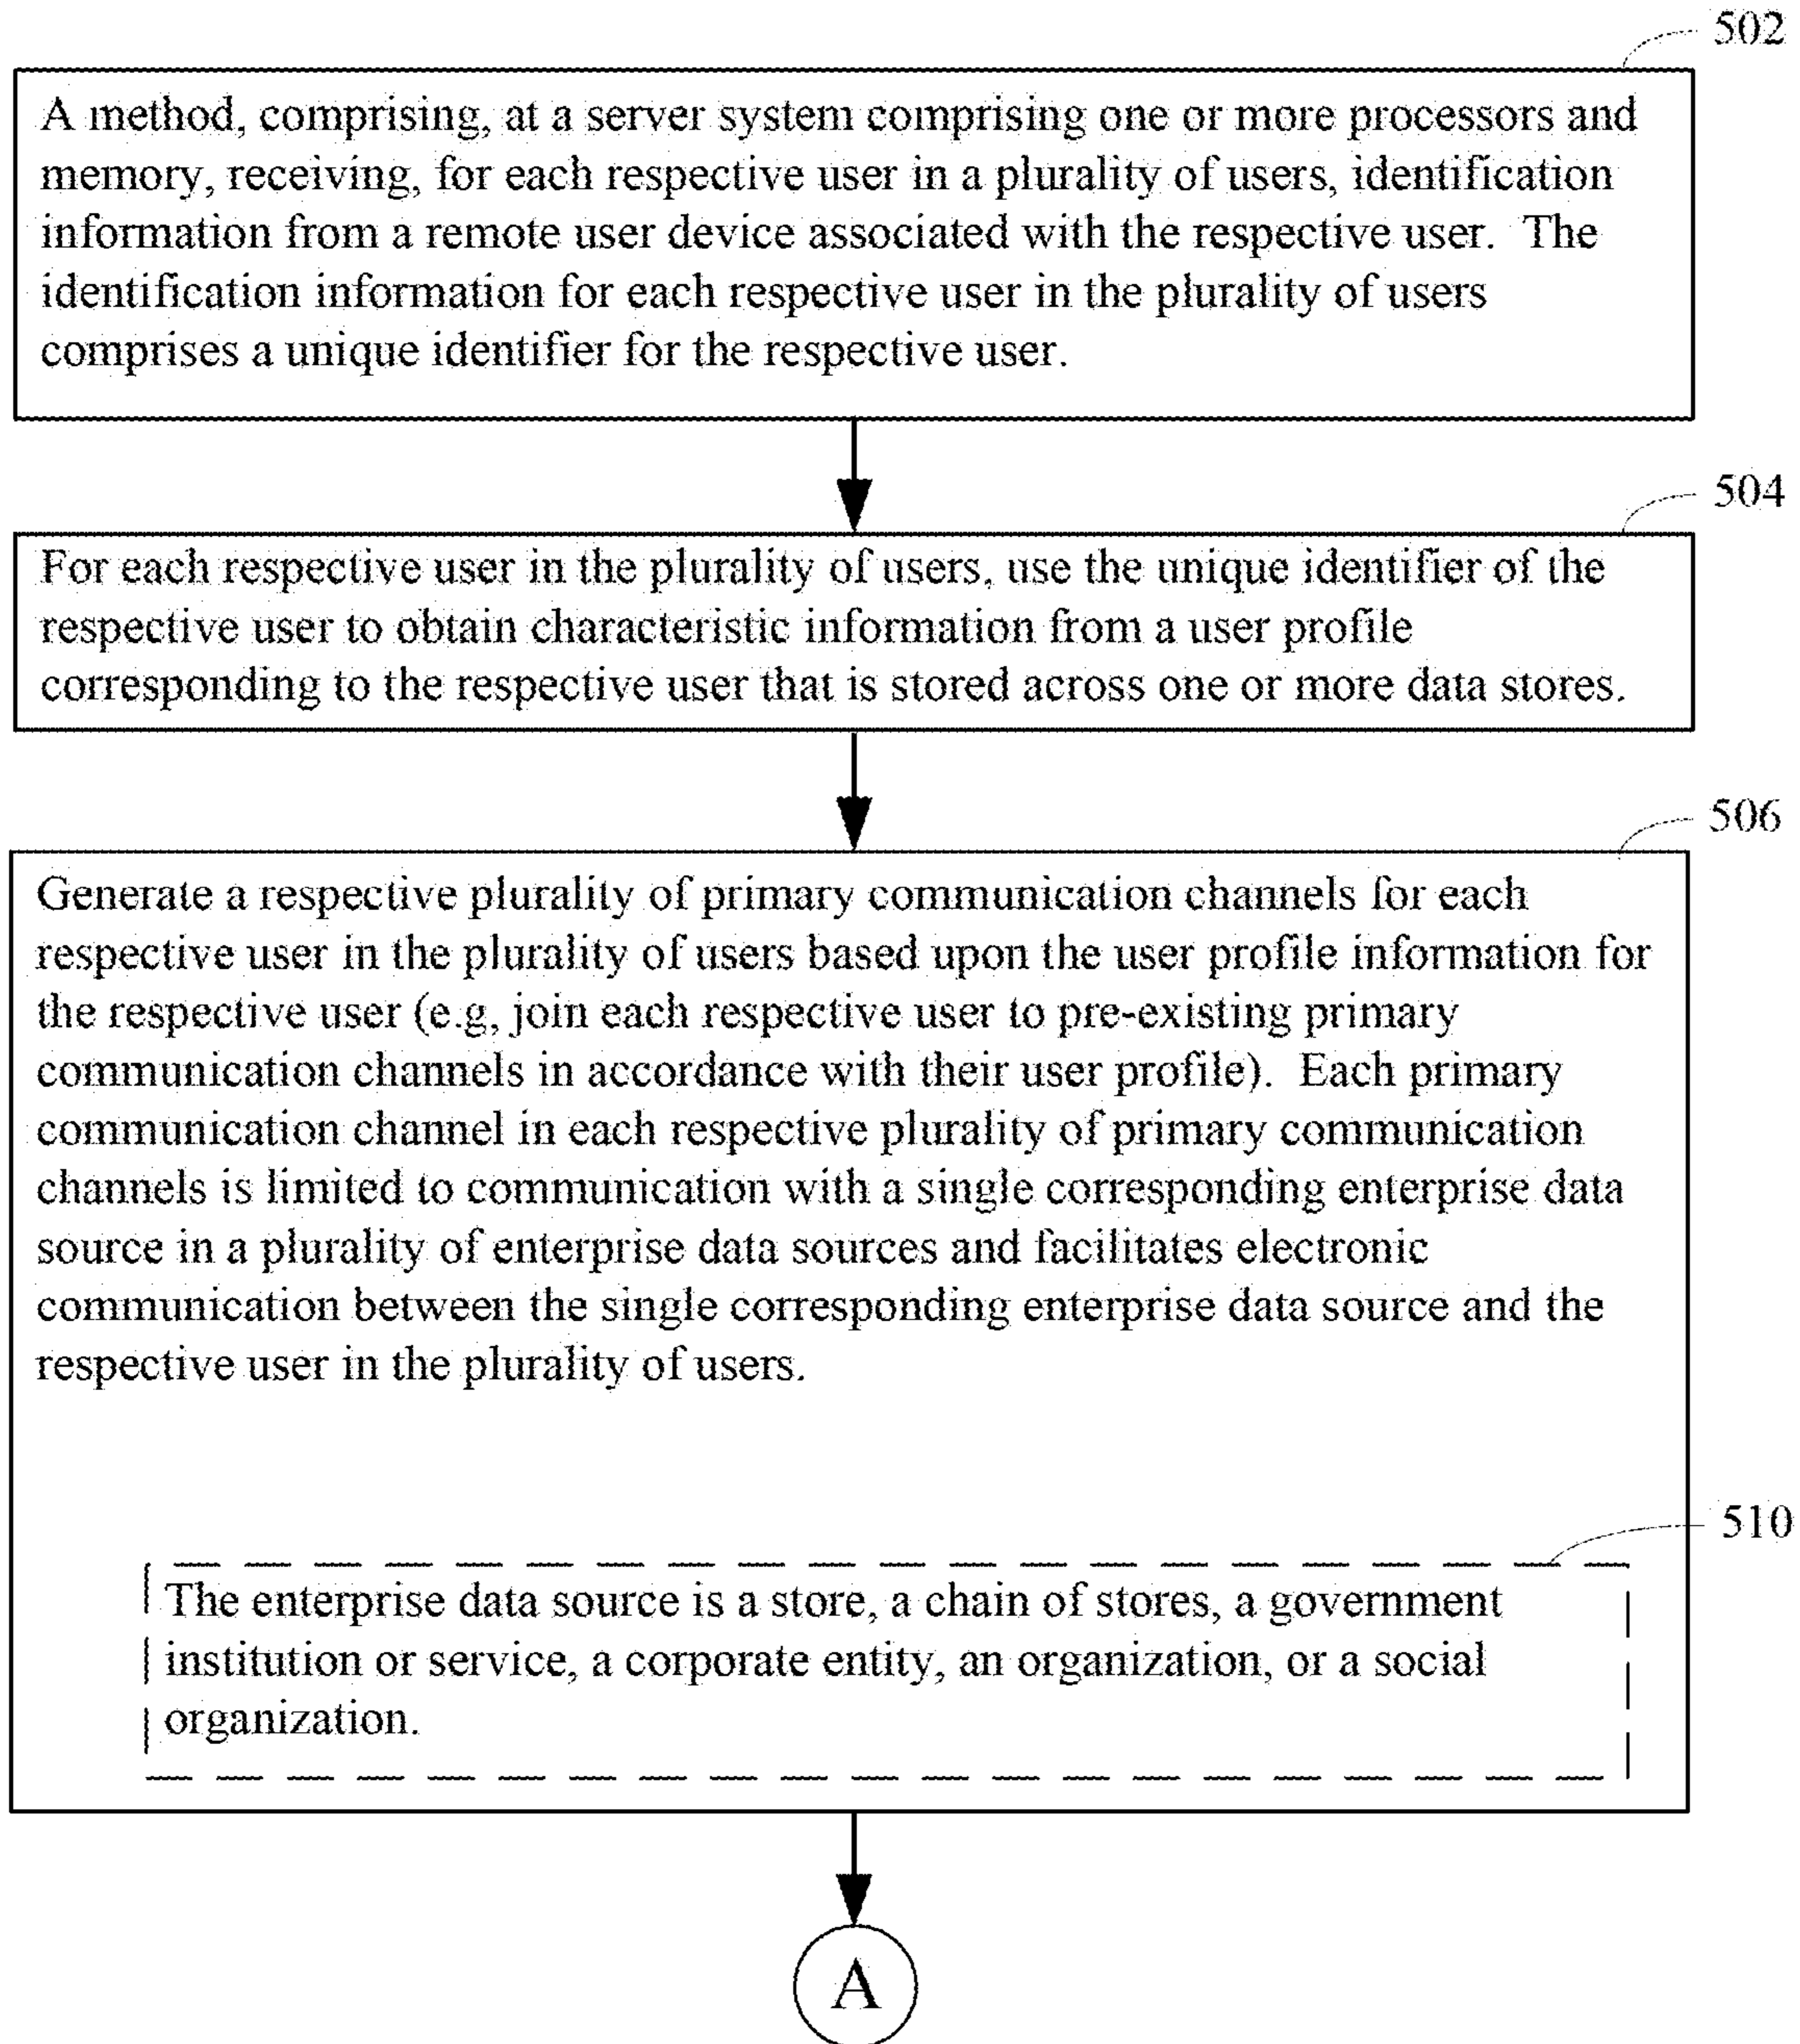 502
A method, comprising, at a server system comprising one or more processors and
memory, receiving, for each respective user in a plurality of users, identification
information from a remote user device associated with the respective user.  The
identification information for each respective user in the plurality of users
comprises a unique identifier for the respective user.
504
For each respective user in the plurality of users, use the unique identifier of the
respective user to obtain characteristic information from a user profile
corresponding to the respective user that is stored across one or more data stores.
506
Generate a respective plurality of primary communication channels for each
respective user in the plurality of users based upon the user profile information for
the respective user (e.g, join each respective user to pre-existing primary
communication channels in accordance with their user profile).  Each primary
communication channel in each respective plurality of primary communication
channels is limited to communication with a single corresponding enterprise data
source in a plurality of enterprise data sources and facilitates electronic
communication between the single corresponding enterprise data source and the
respective user in the plurality of users.
510
The enterprise data source is a store, a chain of stores, a government
institution or service, a corporate entity, an organization, or a social
organization.
A